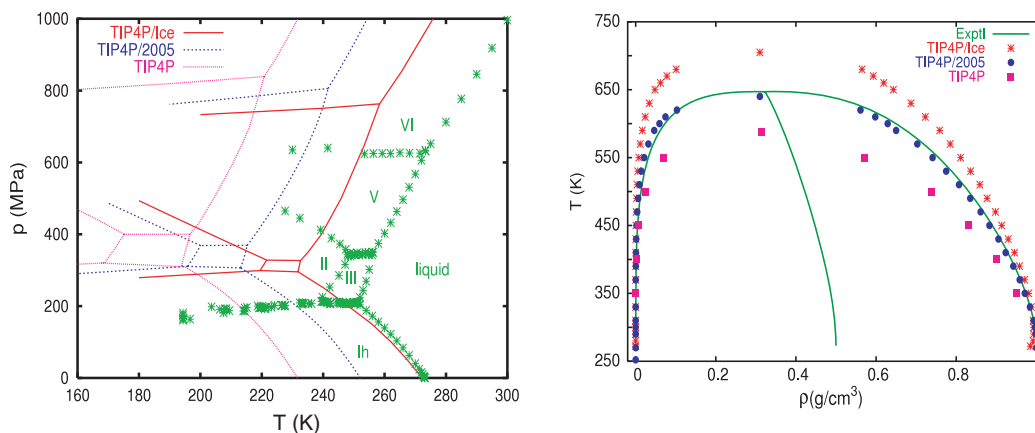 p (MPa)
1000
800
600
400
200
0
160
180
200
220
240
260
280
300
T (K)
TIP4P/Ice
TIP4P/2005
TIP4P
VI
V
II
III
liquid
Ih
T (K)
750
650
550
450
350
250
0
0.2
0.4
0.6
0.8
ρ(g/cm³)
Exptl
TIP4P/Ice
TIP4P/2005
TIP4P